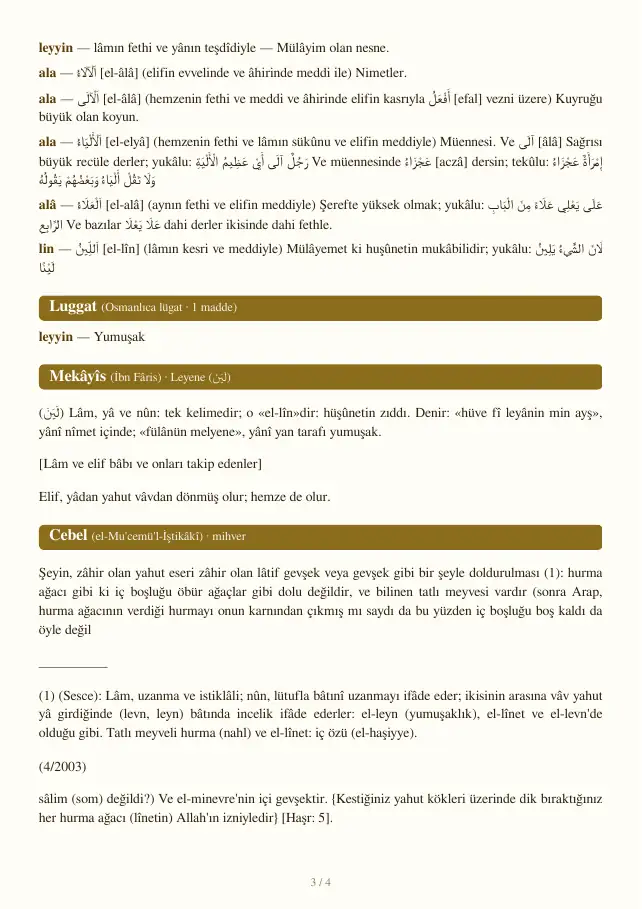 leyyin — lâmın fethi ve yânın teşdîdiyle — Mülâyim olan nesne.
ala — اَلْاٰلَاءُ [el-âlâ] (elifin evvelinde ve âhirinde meddi ile) Nimetler.
ala — اَلْاٰلَى [el-âlâ] (hemzenin fethi ve meddi ve âhirinde elifin kasrıyla أَفْعَلُ [efal] vezni üzere) Kuyruğu
büyük olan koyun.
ala — اَلْأَلْيَاءُ [el-elyâ] (hemzenin fethi ve lâmın sükûnu ve elifin meddiyle) Müennesi. Ve اٰلَى [âlâ] Sağrısı
büyük recüle derler; yukâlu: رَجُلٌ اٰلَى أَيْ عَظِيمُ الْأَلْيَةِ Ve müennesinde عَجْزَاءُ [aczâ] dersin; tekûlu: إِمْرَأَةٌ عَجْزَاءُ
وَلَا تَقُلْ أَلْيَاءُ وَبَعْضُهُمْ يَقُولُهُ
alâ — اَلْعَلَاءُ [el-alâ] (aynın fethi ve elifin meddiyle) Şerefte yüksek olmak; yukâlu: عَلَى يَعْلِى عَلَاءً مِنَ الْبَابِ
الرَّابِعِ Ve bazılar عَلَا يَعْلَا dahi derler ikisinde dahi fethle.
lin — اَللِّينُ [el-lîn] (lâmın kesri ve meddiyle) Mülâyemet ki huşûnetin mukâbilidir; yukâlu: لَانَ الشَّيْءُ يَلِينُ
لَيْنًا
Luggat (Osmanlıca lügat · 1 madde)
leyyin — Yumuşak
Mekâyîs (İbn Fâris) · Leyene (لَيَنَ)
(لَيَنَ) Lâm, yâ ve nûn: tek kelimedir; o «el-lîn»dir: hüşûnetin zıddı. Denir: «hüve fî leyânin min ayş»,
yânî nîmet içinde; «fülânün melyene», yânî yan tarafı yumuşak.
[Lâm ve elif bâbı ve onları takip edenler]
Elif, yâdan yahut vâvdan dönmüş olur; hemze de olur.
Cebel (el-Mu'cemü'l-İştikâkî) · mihver
Şeyin, zâhir olan yahut eseri zâhir olan lâtif gevşek veya gevşek gibi bir şeyle doldurulması (1): hurma
ağacı gibi ki iç boşluğu öbür ağaçlar gibi dolu değildir, ve bilinen tatlı meyvesi vardır (sonra Arap,
hurma ağacının verdiği hurmayı onun karnından çıkmış mı saydı da bu yüzden iç boşluğu boş kaldı da
öyle değil
(1) (Sesce): Lâm, uzanma ve istiklâli; nûn, lütufla bâtınî uzanmayı ifâde eder; ikisinin arasına vâv yahut
yâ girdiğinde (levn, leyn) bâtında incelik ifâde ederler: el-leyn (yumuşaklık), el-lînet ve el-levn'de
olduğu gibi. Tatlı meyveli hurma (nahl) ve el-lînet: iç özü (el-haşiyye).
(4/2003)
sâlim (som) değildi?) Ve el-minevre'nin içi gevşektir. {Kestiğiniz yahut kökleri üzerinde dik bıraktığınız
her hurma ağacı (lînetin) Allah'ın izniyledir} [Haşr: 5].
3 / 4